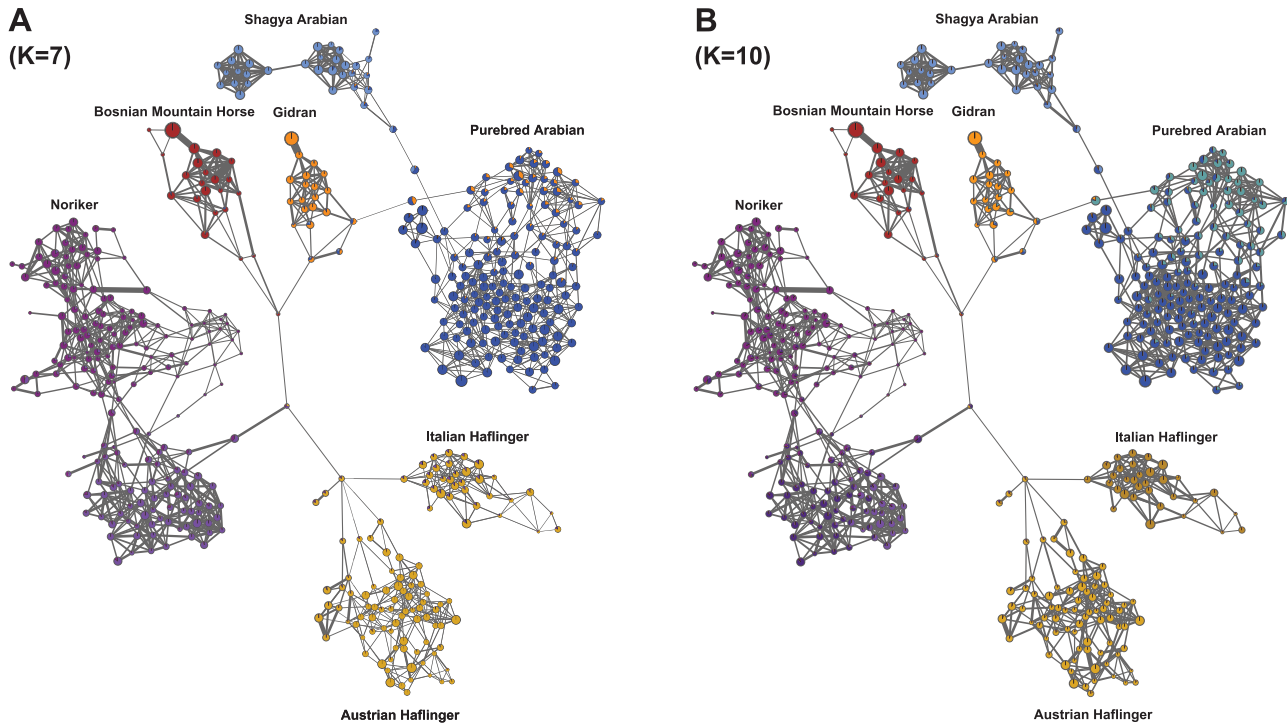 A
(K=7)
Shagya Arabian
Bosnian Mountain Horse
Gidran
Purebred Arabian
Noriker
Italian Haflinger
Austrian Haflinger
B
(K=10)
Shagya Arabian
Bosnian Mountain Horse
Gidran
Purebred Arabian
Noriker
Italian Haflinger
Austrian Haflinger